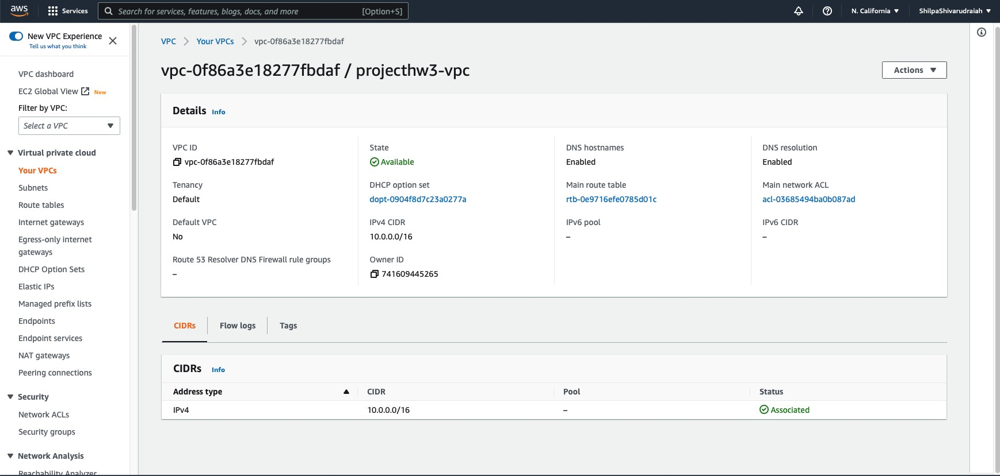 aws Services Search for services, features, blogs, docs, and more [Option+S] N. California ShilpaShivarudraiah
New VPC Experience
Tell us what you think
VPC dashboard
EC2 Global View New
Filter by VPC:
Select a VPC
Virtual private cloud
Your VPCs
Subnets
Route tables
Internet gateways
Egress-only internet
gateways
DHCP Option Sets
Elastic IPs
Managed prefix lists
Endpoints
Endpoint services
NAT gateways
Peering connections
Security
Network ACLs
Security groups
Network Analysis
Reachability Analyzer
VPC Your VPCs vpc-0f86a3e18277fbdaf
vpc-0f86a3e18277fbdaf / projecthw3-vpc
Actions
Details Info
VPC ID
vpc-0f86a3e18277fbdaf
State
Available
DNS hostnames
Enabled
DNS resolution
Enabled
Tenancy
Default
DHCP option set
dopt-0904f8d7c23a0277a
Main route table
rtb-0e9716efe0785d01c
Main network ACL
acl-03685494ba0b087ad
Default VPC
No
IPv4 CIDR
10.0.0.0/16
IPv6 pool
–
IPv6 CIDR
–
Route 53 Resolver DNS Firewall rule groups
–
Owner ID
741609445265
CIDRs Flow logs Tags
CIDRs Info
Address type CIDR Pool Status
IPv4 10.0.0.0/16 – Associated